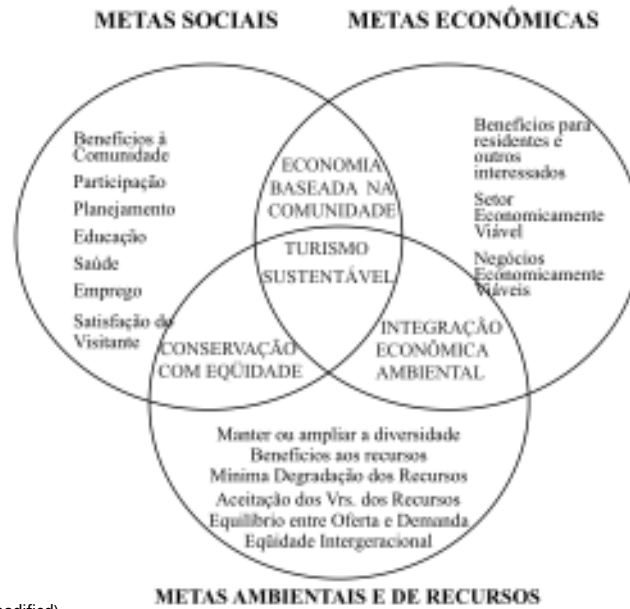 METAS SOCIAIS
METAS ECONÔMICAS
Benefícios à
Comunidade
Participação
Planejamento
Educação
Saúde
Emprego
Satisfação do
Visitante
ECONOMIA
BASEADA NA
COMUNIDADE
Benefícios para
residentes e
outros
interessados
Setor
Economicamente
Viável
Negócios
Economicamente
Viáveis
TURISMO
SUSTENTÁVEL
CONSERVAÇÃO
COM EQÜIDADE
INTEGRAÇÃO
ECONÔMICA
AMBIENTAL
Manter ou ampliar a diversidade
Benefícios aos recursos
Mínima Degradação dos Recursos
Aceitação dos Vrs. dos Recursos
Equilíbrio entre Oferta e Demanda
Eqüidade Intergeracional
METAS AMBIENTAIS E DE RECURSOS